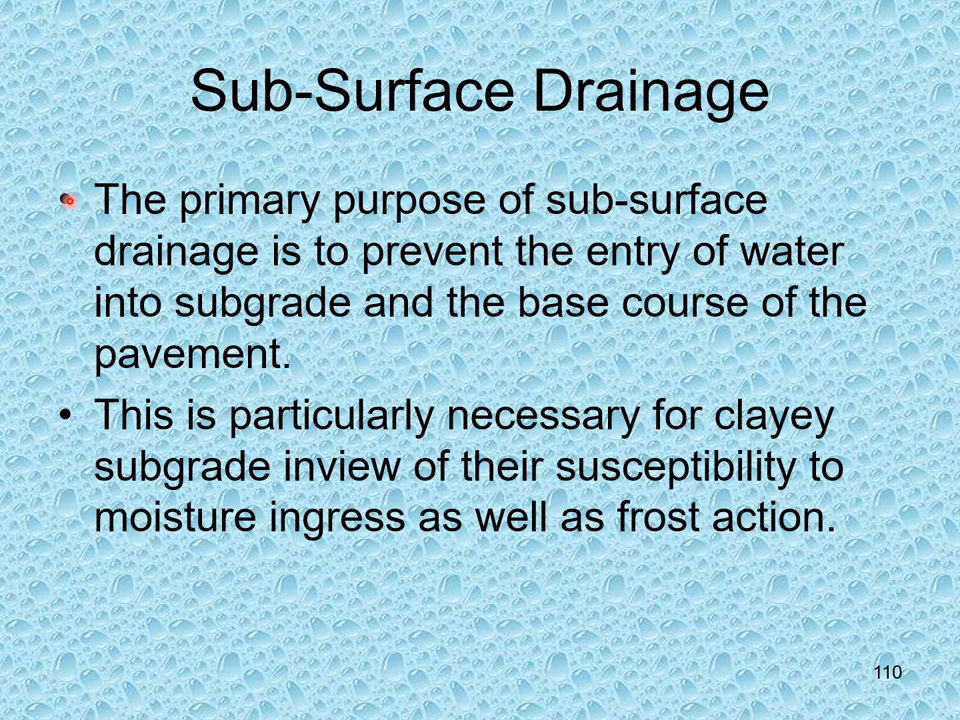 Sub-Surface Drainage
• The primary purpose of sub-surface
drainage is to prevent the entry of water
into subgrade and the base course of the
pavement.
• This is particularly necessary for clayey
subgrade inview of their susceptibility to
moisture ingress as well as frost action.
110